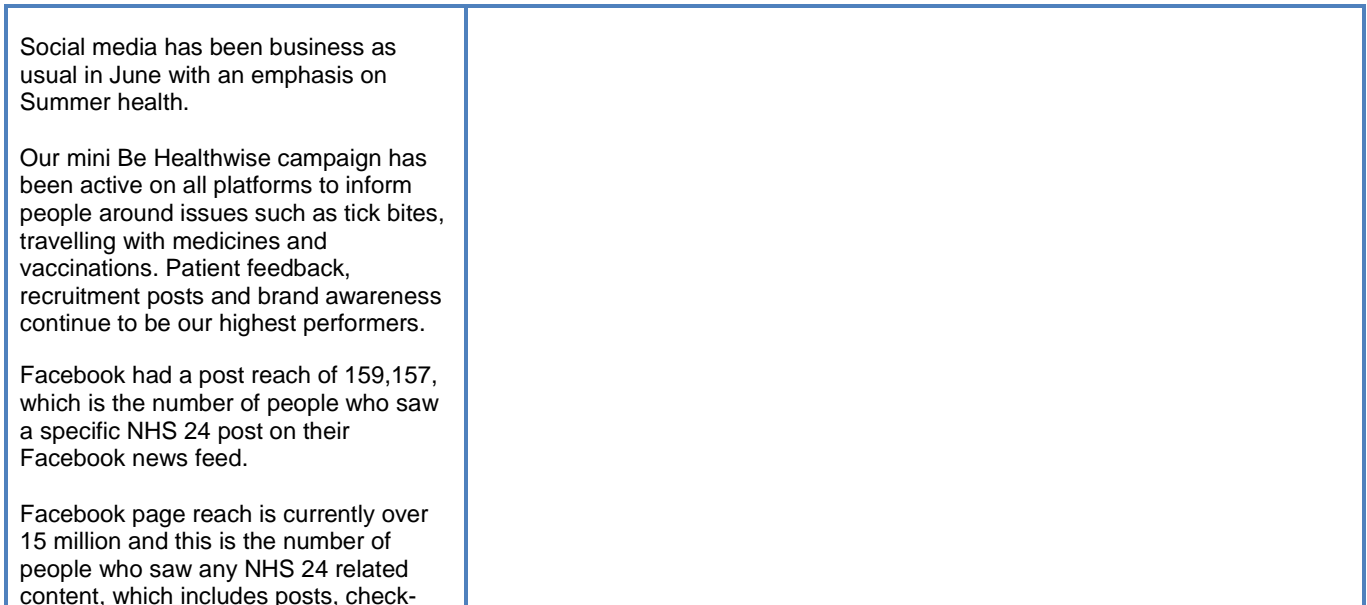 Social media has been business as
usual in June with an emphasis on
Summer health.
Our mini Be Healthwise campaign has
been active on all platforms to inform
people around issues such as tick bites,
travelling with medicines and
vaccinations. Patient feedback,
recruitment posts and brand awareness
continue to be our highest performers.
Facebook had a post reach of 159,157,
which is the number of people who saw
a specific NHS 24 post on their
Facebook news feed.
Facebook page reach is currently over
15 million and this is the number of
people who saw any NHS 24 related
content, which includes posts, check-